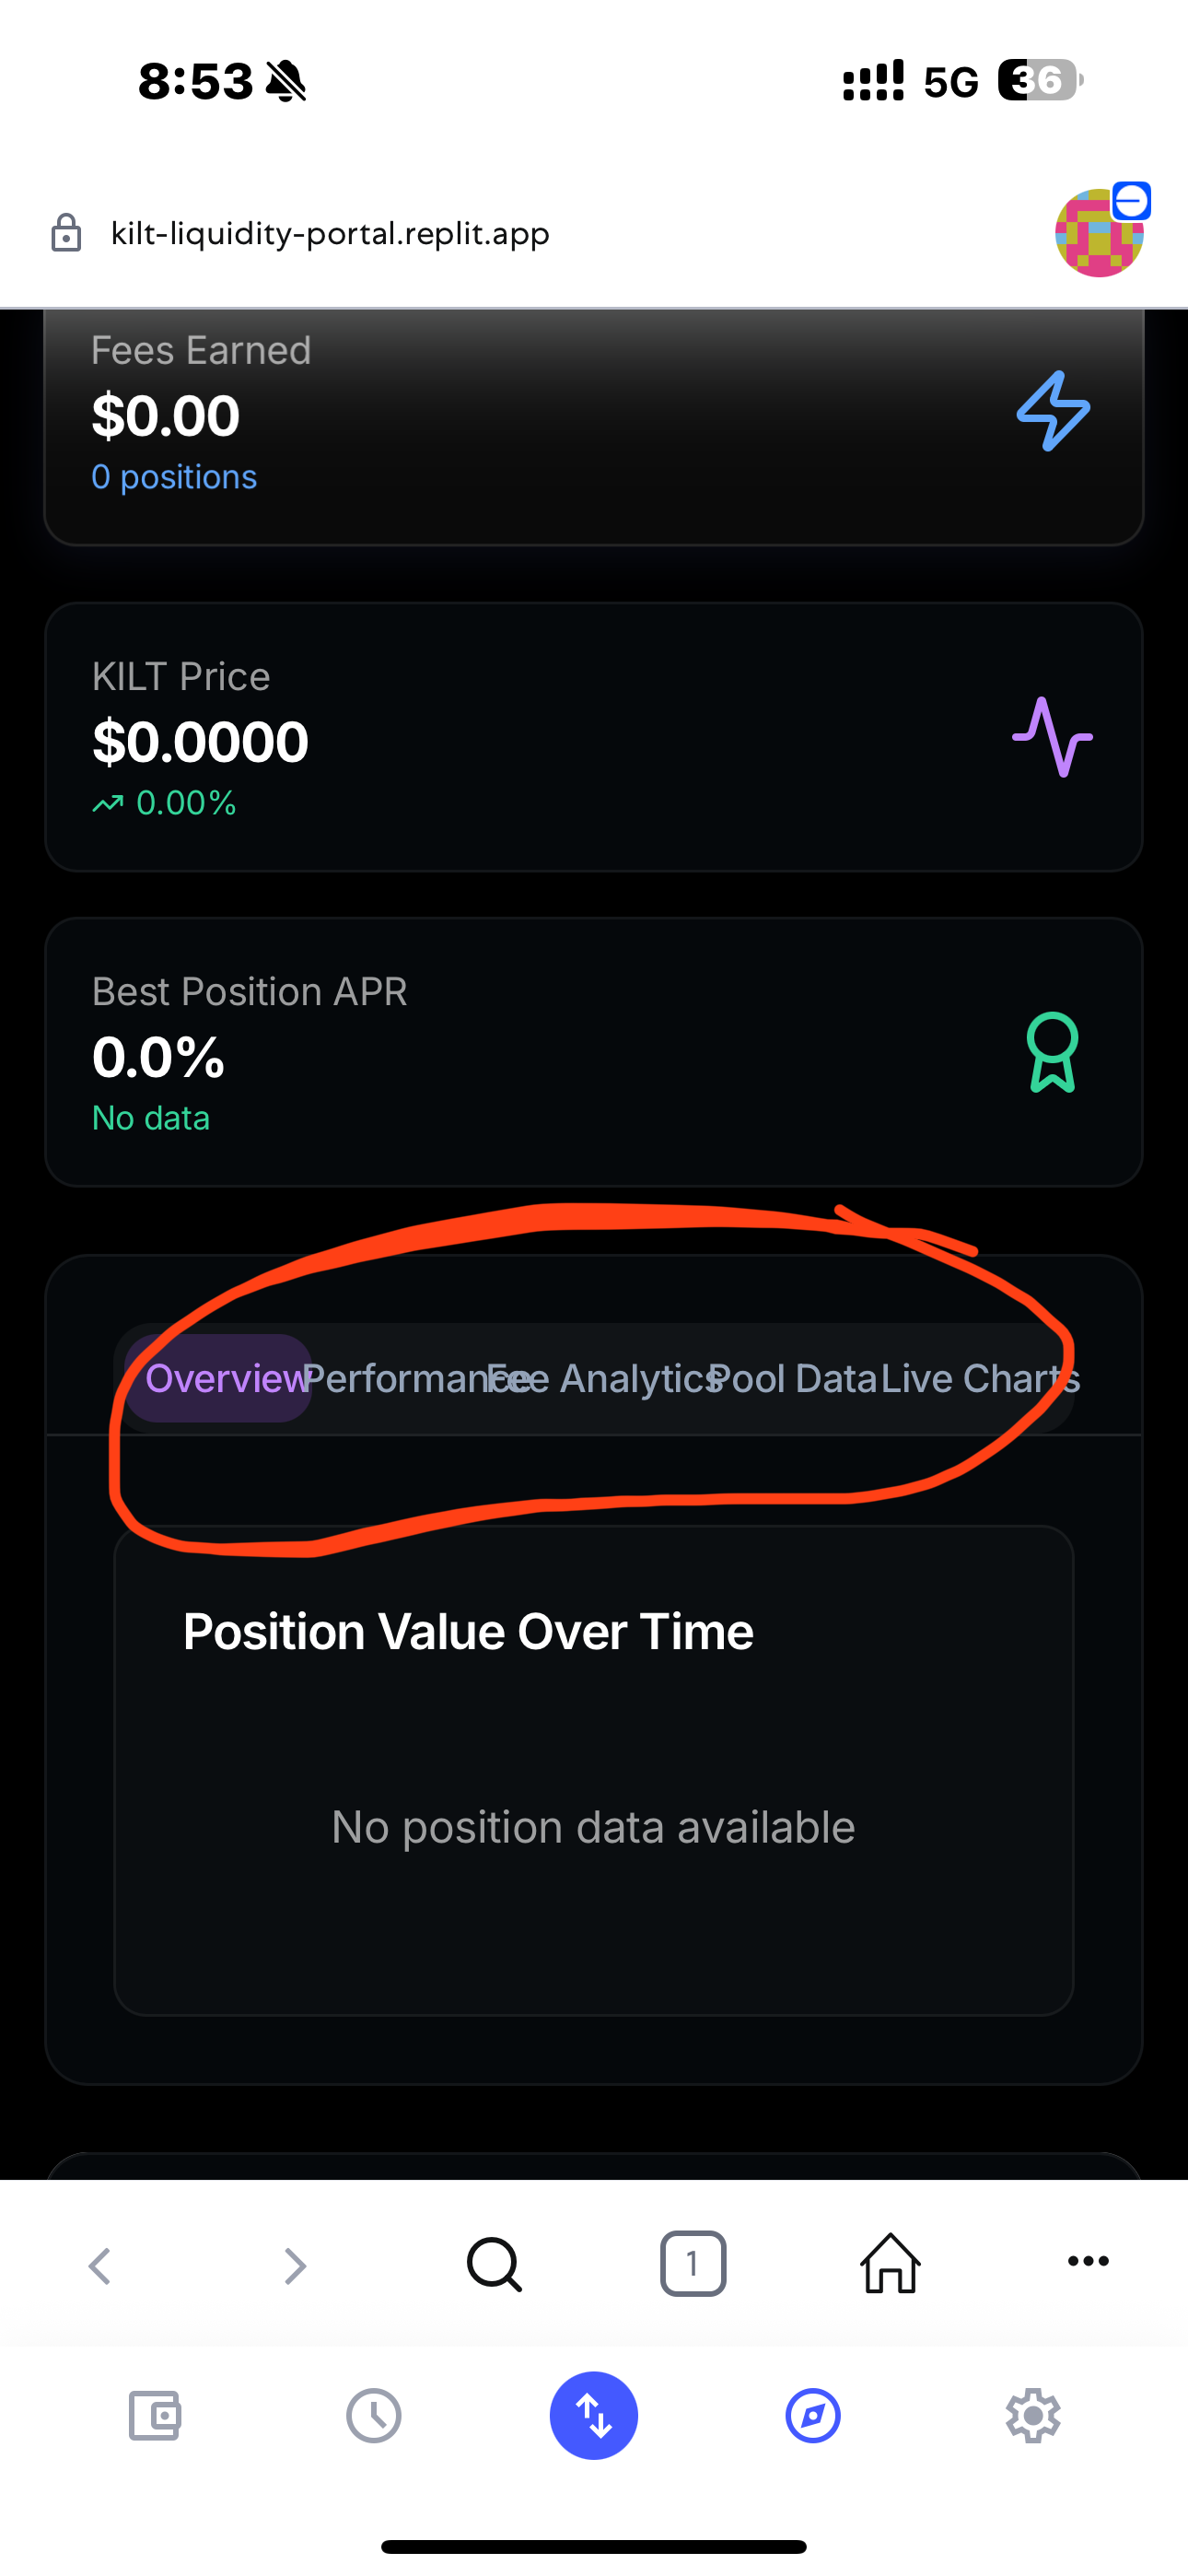 8:53
5G
36
kilt-liquidity-portal.replit.app
Fees Earned
$0.00
0 positions
KILT Price
$0.0000
0.00%
Best Position APR
0.0%
No data
Overview Performance Fee Analytics Pool Data Live Charts
Position Value Over Time
No position data available
1